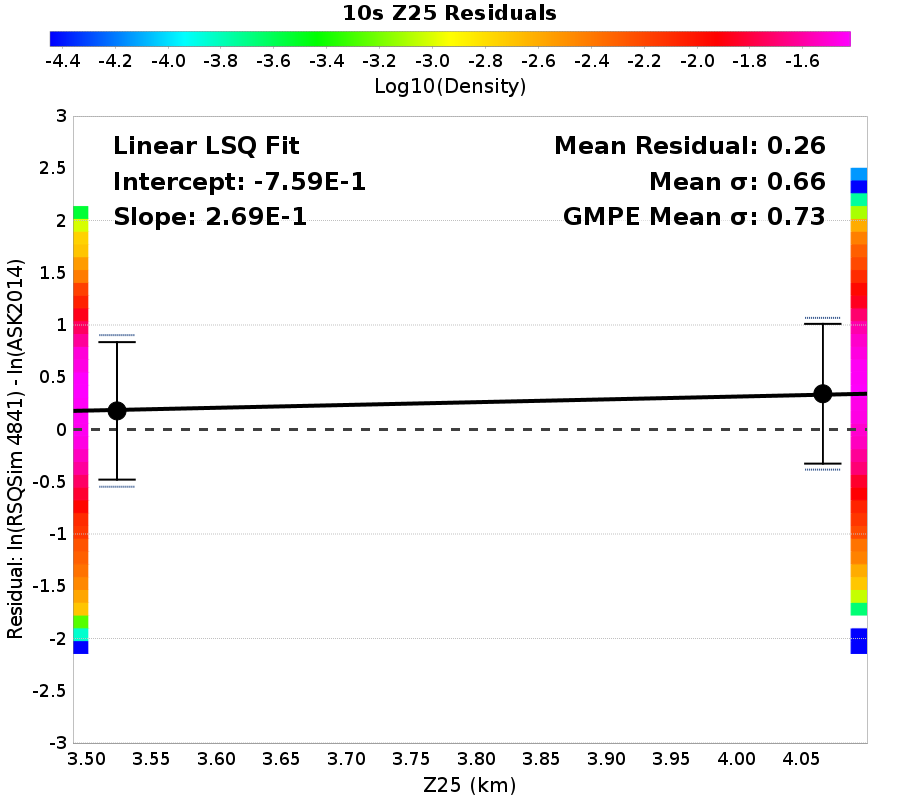 10s Z25 Residuals
-4.4 -4.2 -4.0 -3.8 -3.6 -3.4 -3.2 -3.0 -2.8 -2.6 -2.4 -2.2 -2.0 -1.8 -1.6
Log10(Density)
Linear LSQ Fit
Intercept: -7.59E-1
Slope: 2.69E-1
Mean Residual: 0.26
Mean σ: 0.66
GMPE Mean σ: 0.73
Residual: ln(RSQSim 4841) - ln(ASK2014)
3
2.5
2
1.5
1
0.5
0
-0.5
-1
-1.5
-2
-2.5
-3
3.50 3.55 3.60 3.65 3.70 3.75 3.80 3.85 3.90 3.95 4.00 4.05
Z25 (km)